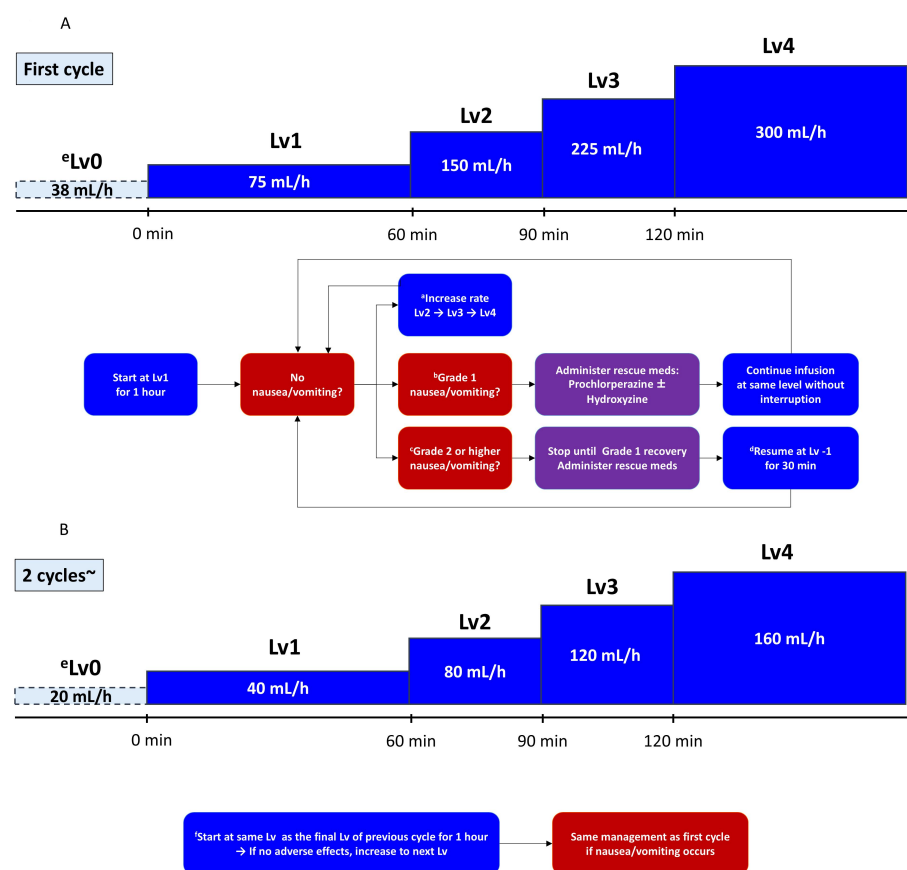 A
First cycle
eLv0
Lv1
Lv2
Lv3
Lv4
38 mL/h
75 mL/h
150 mL/h
225 mL/h
300 mL/h
0 min
60 min
90 min
120 min
Start at Lv1
for 1 hour
No
nausea/vomiting?
aIncrease rate
Lv2 → Lv3 → Lv4
bGrade 1
nausea/vomiting?
Administer rescue meds:
Prochlorperazine ±
Hydroxyzine
Continue infusion
at same level without
interruption
cGrade 2 or higher
nausea/vomiting?
Stop until Grade 1 recovery
Administer rescue meds
dResume at Lv -1
for 30 min
B
2 cycles~
eLv0
Lv1
Lv2
Lv3
Lv4
20 mL/h
40 mL/h
80 mL/h
120 mL/h
160 mL/h
0 min
60 min
90 min
120 min
fStart at same Lv as the final Lv of previous cycle for 1 hour
→ If no adverse effects, increase to next Lv
Same management as first cycle
if nausea/vomiting occurs